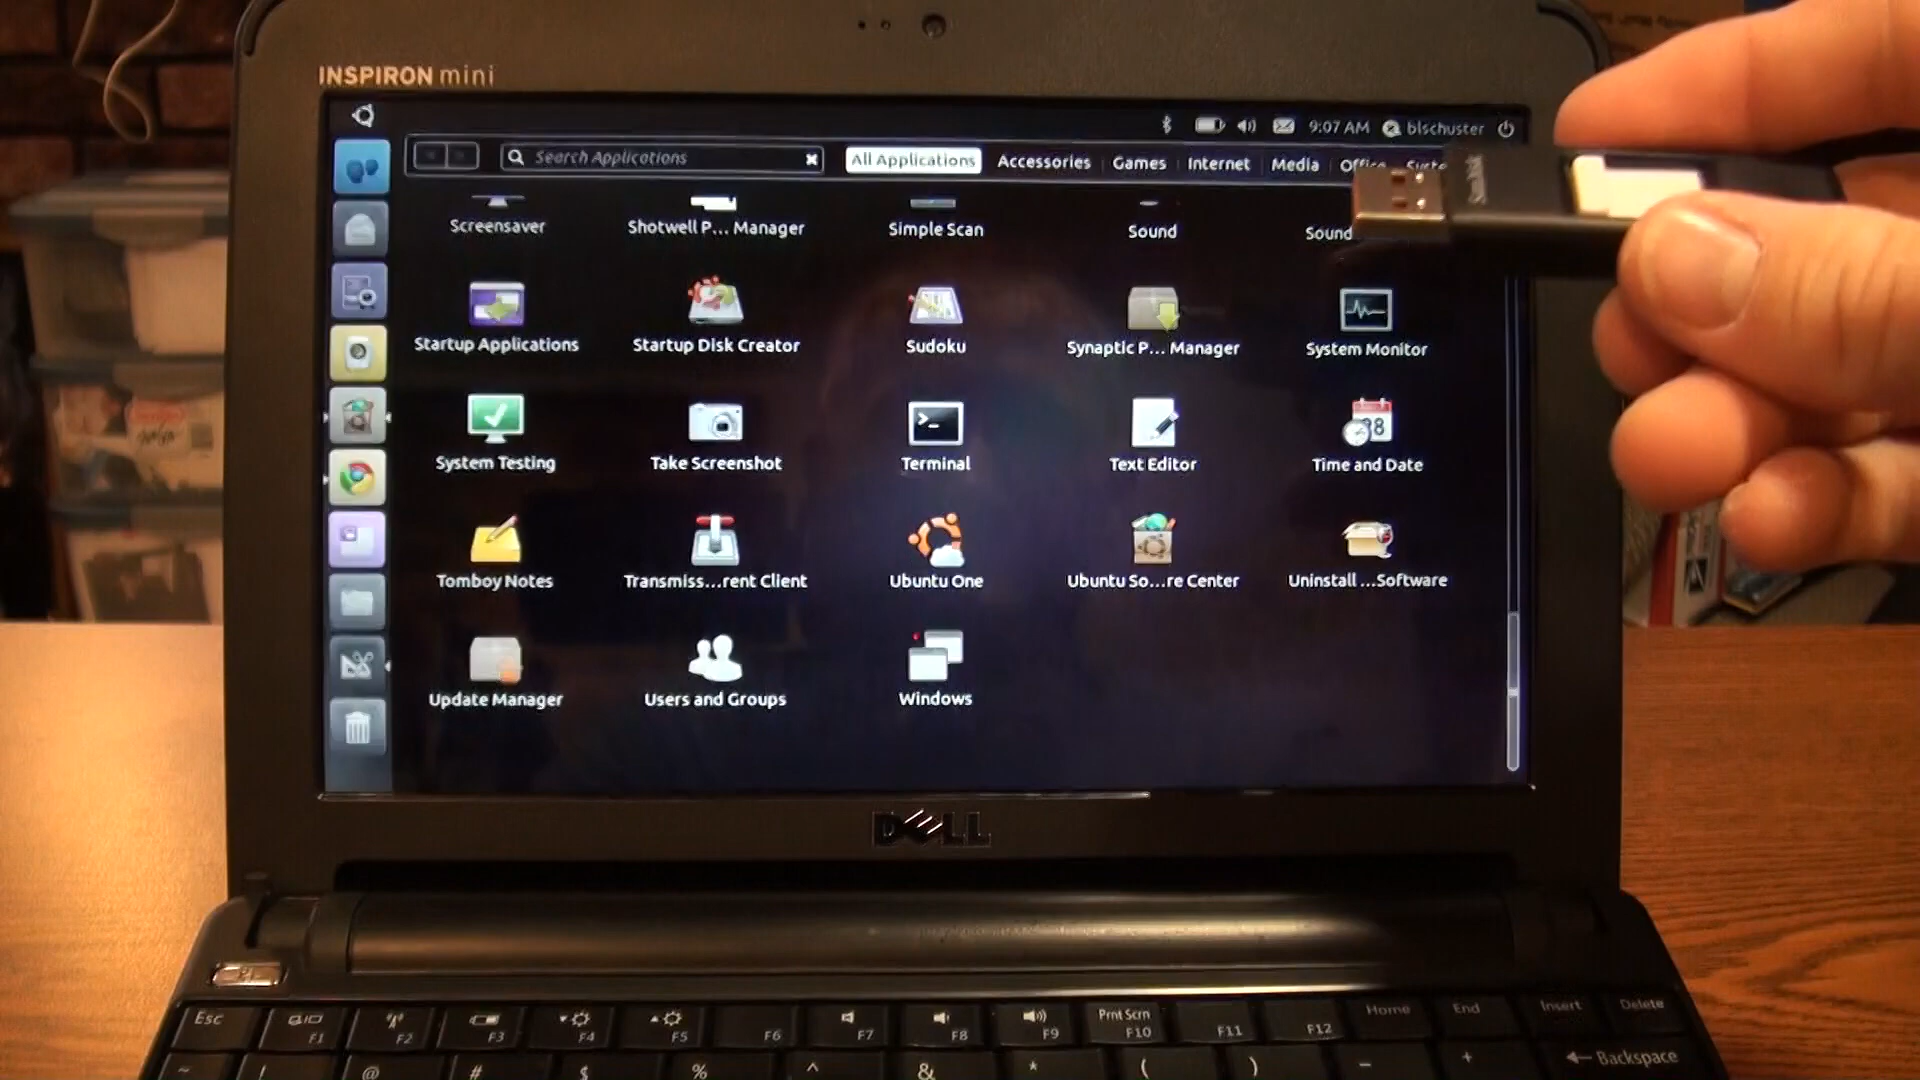 INSPIRON mini
9:07 AM blschuster
Search Applications
All Applications Accessories Games Internet Media Office
SanDisk
Screensaver Shotwell P... Manager Simple Scan Sound Sound
Startup Applications Startup Disk Creator Sudoku Synaptic P... Manager System Monitor
System Testing Take Screenshot Terminal Text Editor Time and Date
Tomboy Notes Transmiss...rent Client Ubuntu One Ubuntu So...re Center Uninstall ...Software
Update Manager Users and Groups Windows
DELL
Esc F1 F2 F3 F4 F5 F6 F7 F8 F9 Prnt Scrn F10 F11 F12 Home End Insert Delete
~ ! @ # $ % ^ & * ( ) - + Backspace